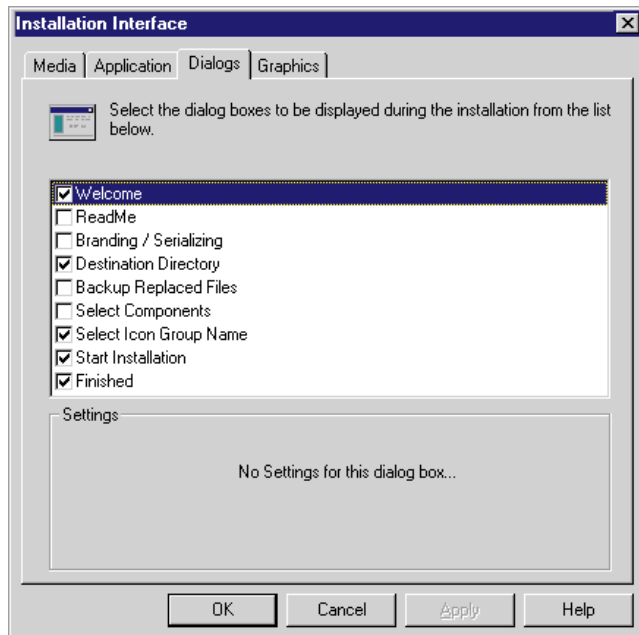 Installation Interface
Media Application Dialogs Graphics
Select the dialog boxes to be displayed during the installation from the list
below.
Welcome
ReadMe
Branding / Serializing
Destination Directory
Backup Replaced Files
Select Components
Select Icon Group Name
Start Installation
Finished
Settings
No Settings for this dialog box...
OK Cancel Apply Help